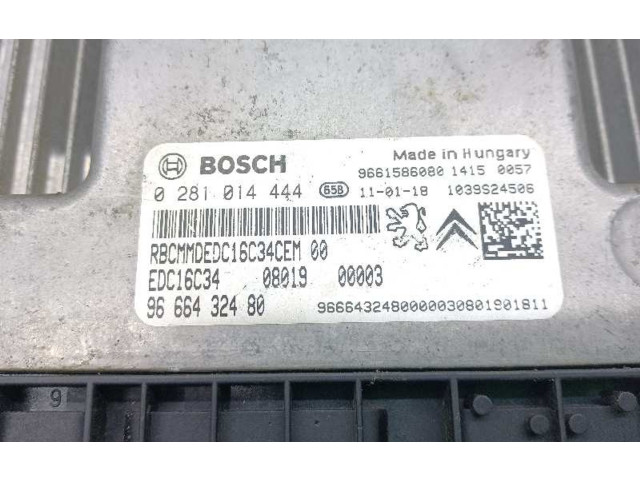 BOSCH
Made in Hungary
9661586080 1415 0057
0 281 014 444 65B 11-01-18 1039S24506
RBCMMDEDC16C34CEM 00
EDC16C34 08019 00003
96 664 324 80 9666432480000030801901811
9